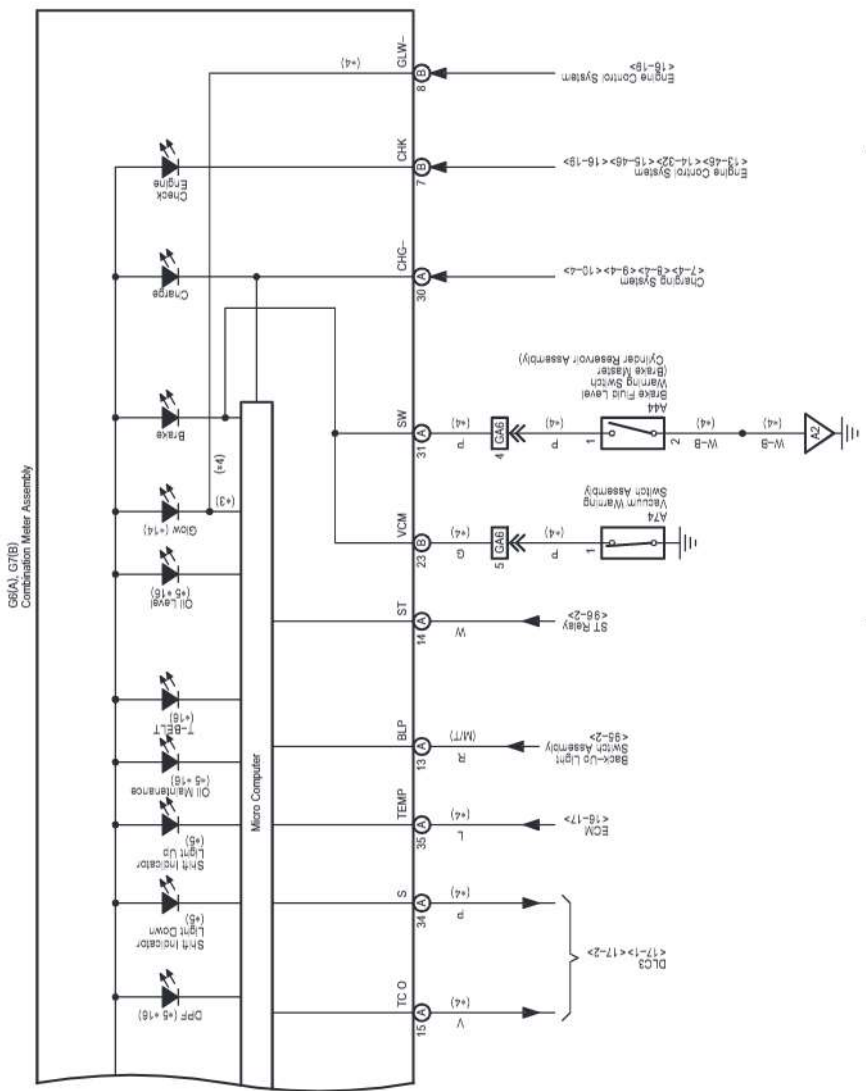 G6(A), G7(B)
Combination Meter Assembly
DPF (*5 *16)
Shift Indicator
Light Down
(*5)
Shift Indicator
Light Up
(*5)
Oil Maintenance
(*5 *16)
T-BELT
(*16)
Oil Level
(*5 *16)
Glow (*14)
(*3)
(*4)
Brake
Charge
Check
Engine
Micro Computer
TC O
15 A
V
(*4)
S
34 A
P
(*4)
DLC3
<17-1><17-2>
TEMP
35 A
L
(*4)
ECM
<16-17>
BLP
13 A
R
(M/T)
Back-Up Light
Switch Assembly
<95-2>
ST
14 A
W
ST Relay
<96-2>
VCM
23 B
G
(*4)
5 GA6
P
(*4)
1
A74
Vacuum Warning
Switch Assembly
SW
31 A
P
(*4)
4 GA6
P
(*4)
1
2
A44
Brake Fluid Level
Warning Switch
(Brake Master
Cylinder Reservoir Assembly)
W-B
(*4)
W-B
(*4)
A2
CHG-
30 A
Charging System
<7-4><8-4><9-4><10-4>
CHK
7 B
Engine Control System
<13-46><14-32><15-46><16-19>
GLW-
(*4)
8 B
Engine Control System
<16-19>